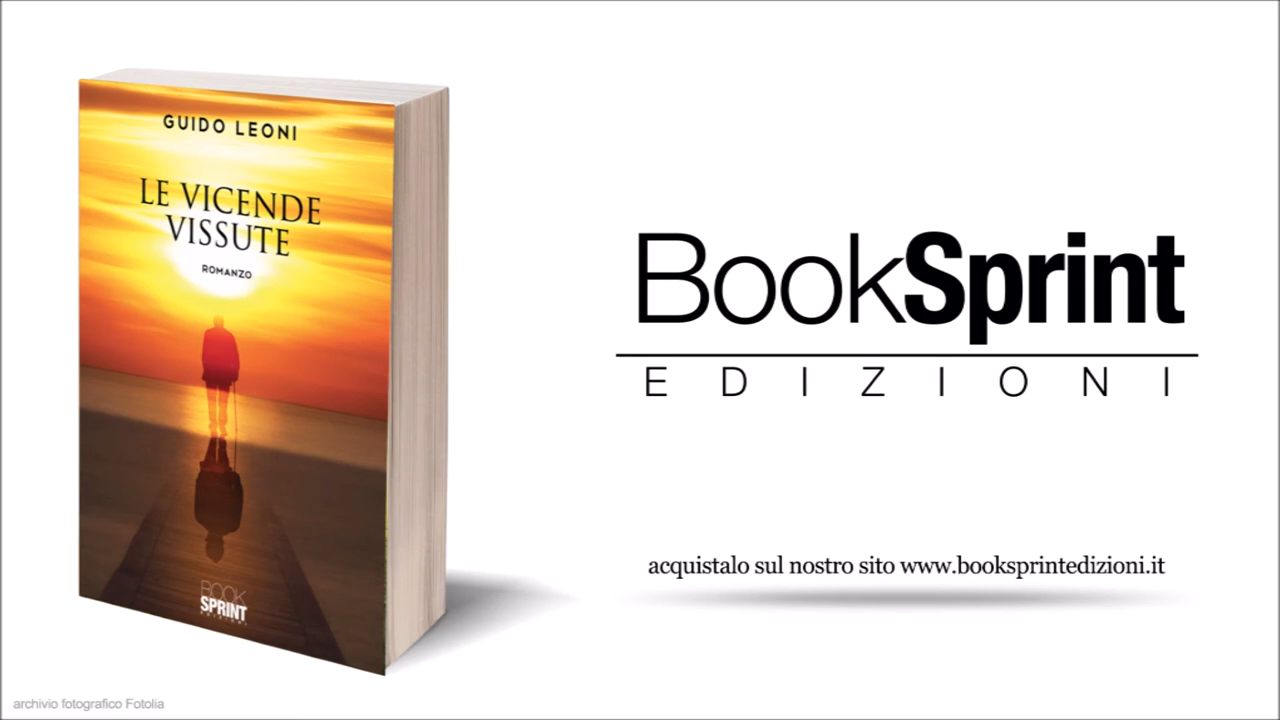 GUIDO LEONI
LE VICENDE
VISSUTE
ROMANZO
BOOK
SPRINT
EDIZIONI
BookSprint
EDIZIONI
acquistalo sul nostro sito www.booksprintedizioni.it
archivio fotografico Fotolia